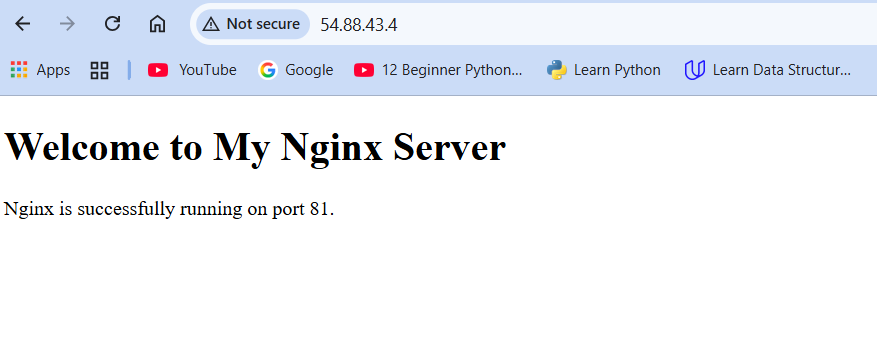 Not secure 54.88.43.4
Apps YouTube Google 12 Beginner Python... Learn Python Learn Data Structur...
Welcome to My Nginx Server
Nginx is successfully running on port 81.